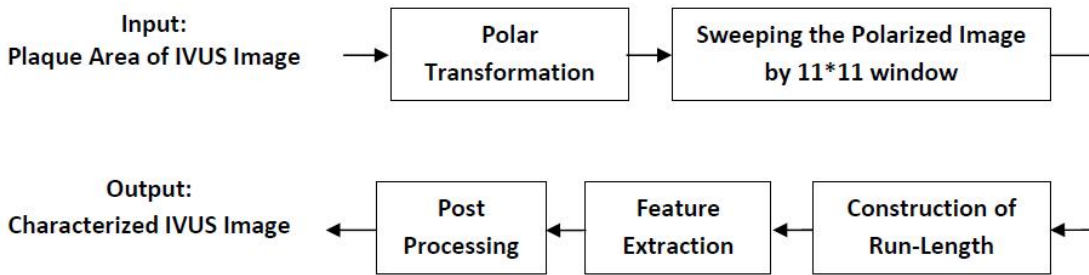 Input:
Plaque Area of IVUS Image
Polar
Transformation
Sweeping the Polarized Image
by 11*11 window
Construction of
Run-Length
Feature
Extraction
Post
Processing
Output:
Characterized IVUS Image